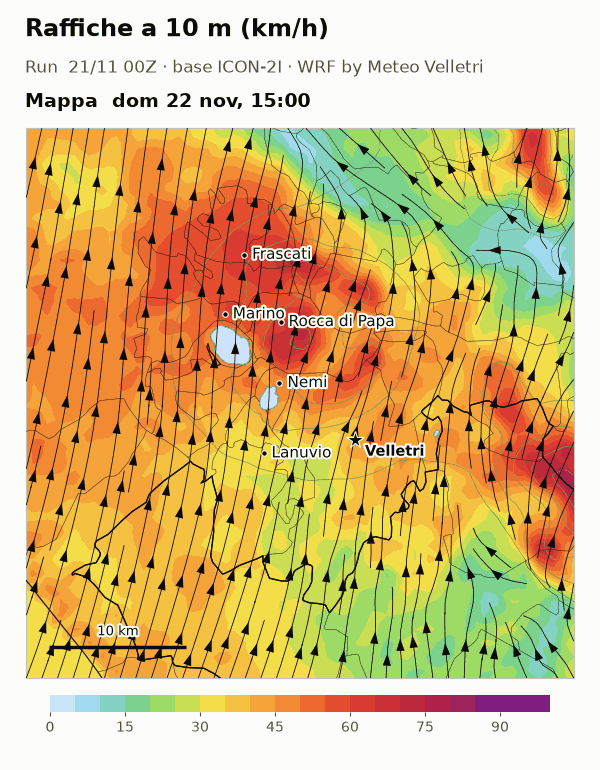 Raffiche a 10 m (km/h)
Run 21/11 00Z · base ICON-2I · WRF by Meteo Velletri
Mappa dom 22 nov, 15:00
Frascati
Marino
Rocca di Papa
Nemi
Velletri
Lanuvio
10 km
0 15 30 45 60 75 90